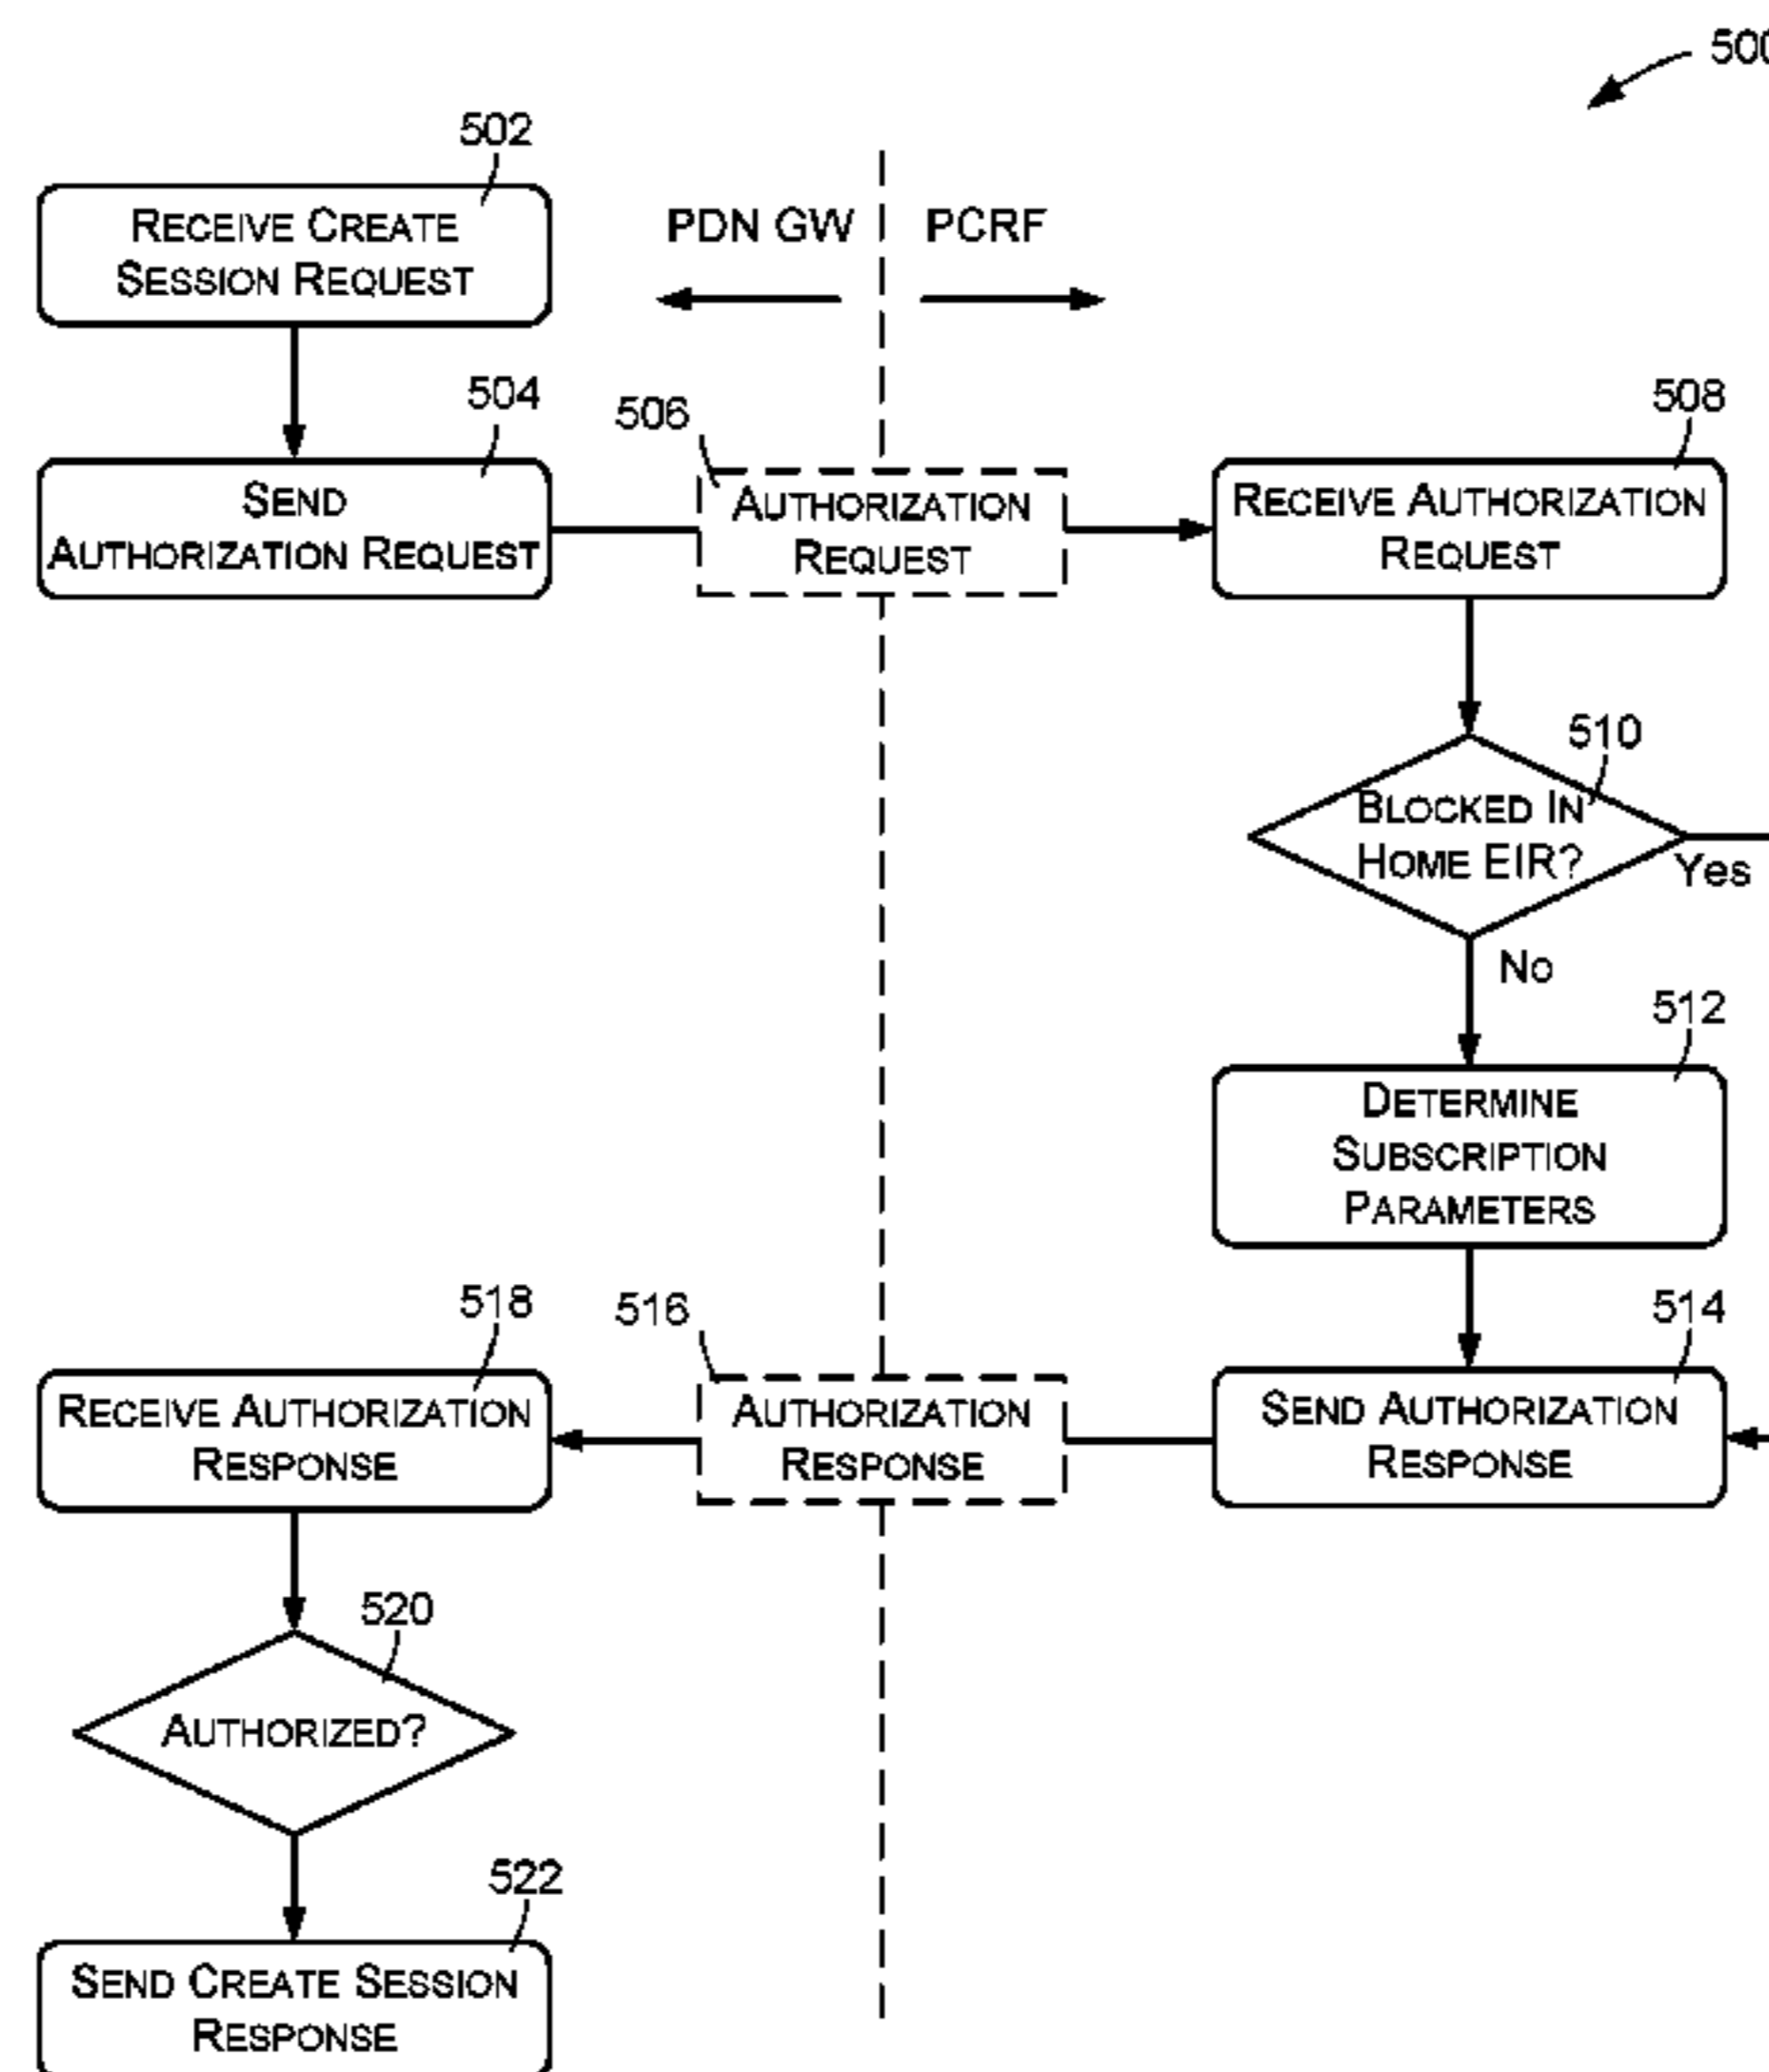 500
502
RECEIVE CREATE
SESSION REQUEST
PDN GW
PCRF
504
SEND
AUTHORIZATION REQUEST
506
AUTHORIZATION
REQUEST
508
RECEIVE AUTHORIZATION
REQUEST
510
BLOCKED IN
HOME EIR?
Yes
No
512
DETERMINE
SUBSCRIPTION
PARAMETERS
514
SEND AUTHORIZATION
RESPONSE
516
AUTHORIZATION
RESPONSE
518
RECEIVE AUTHORIZATION
RESPONSE
520
AUTHORIZED?
522
SEND CREATE SESSION
RESPONSE